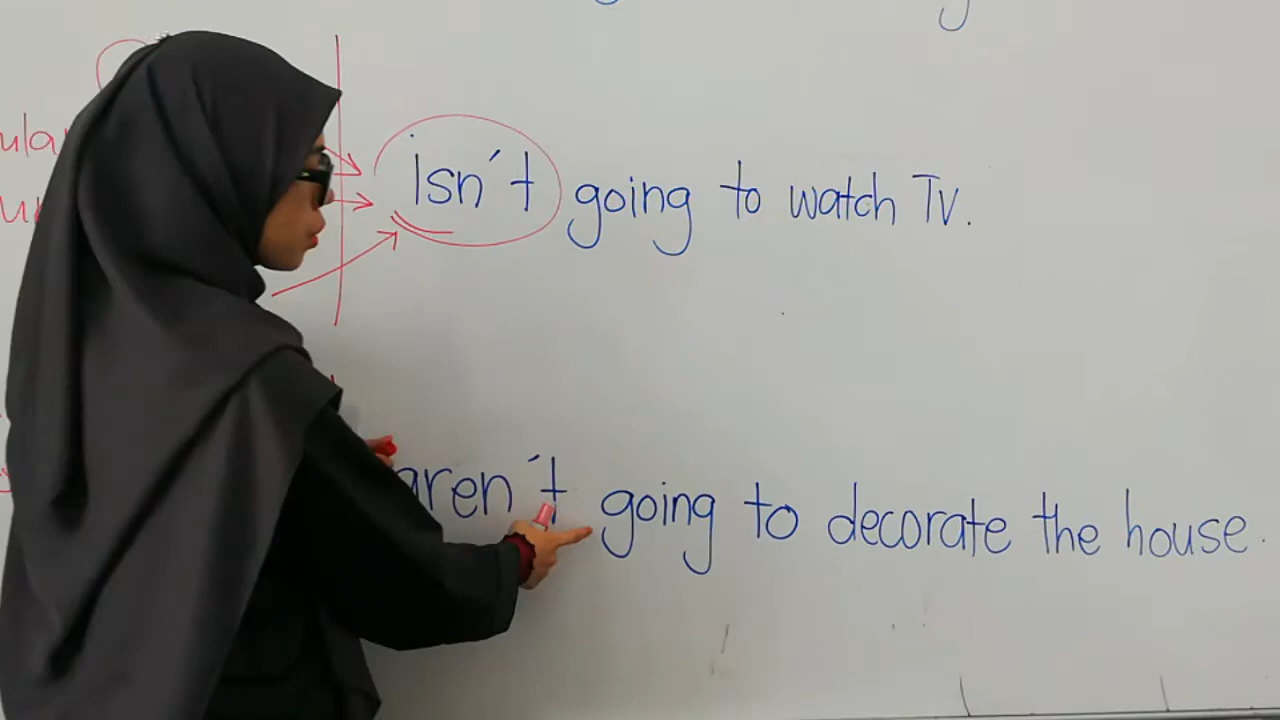 isn't going to watch Tv.
aren't going to decorate the house.